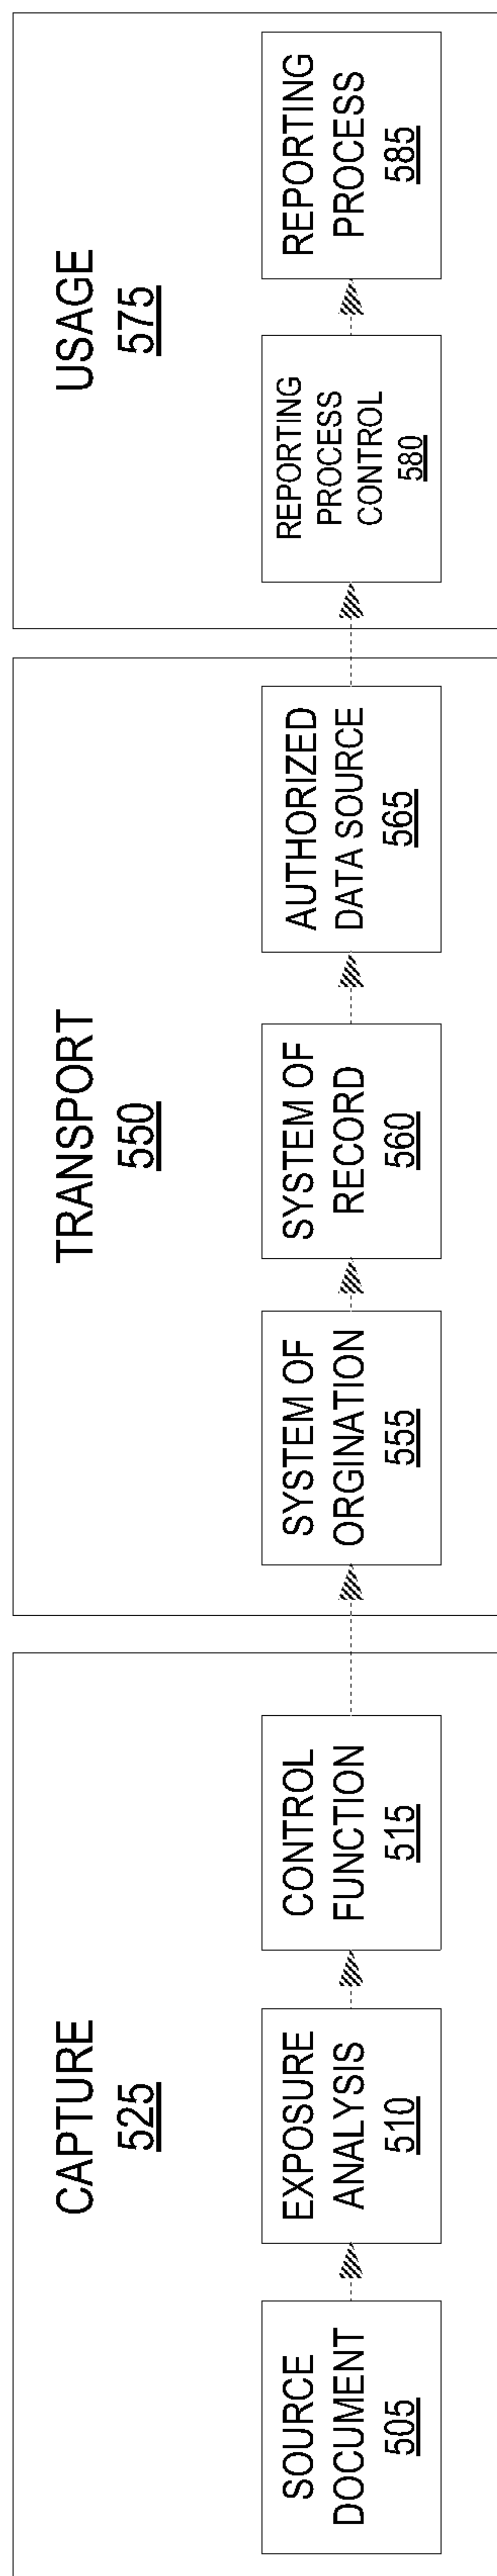 CAPTURE
525
SOURCE
DOCUMENT
505
EXPOSURE
ANALYSIS
510
CONTROL
FUNCTION
515
TRANSPORT
550
SYSTEM OF
ORGINATION
555
SYSTEM OF
RECORD
560
AUTHORIZED
DATA SOURCE
565
USAGE
575
REPORTING
PROCESS
CONTROL
580
REPORTING
PROCESS
585